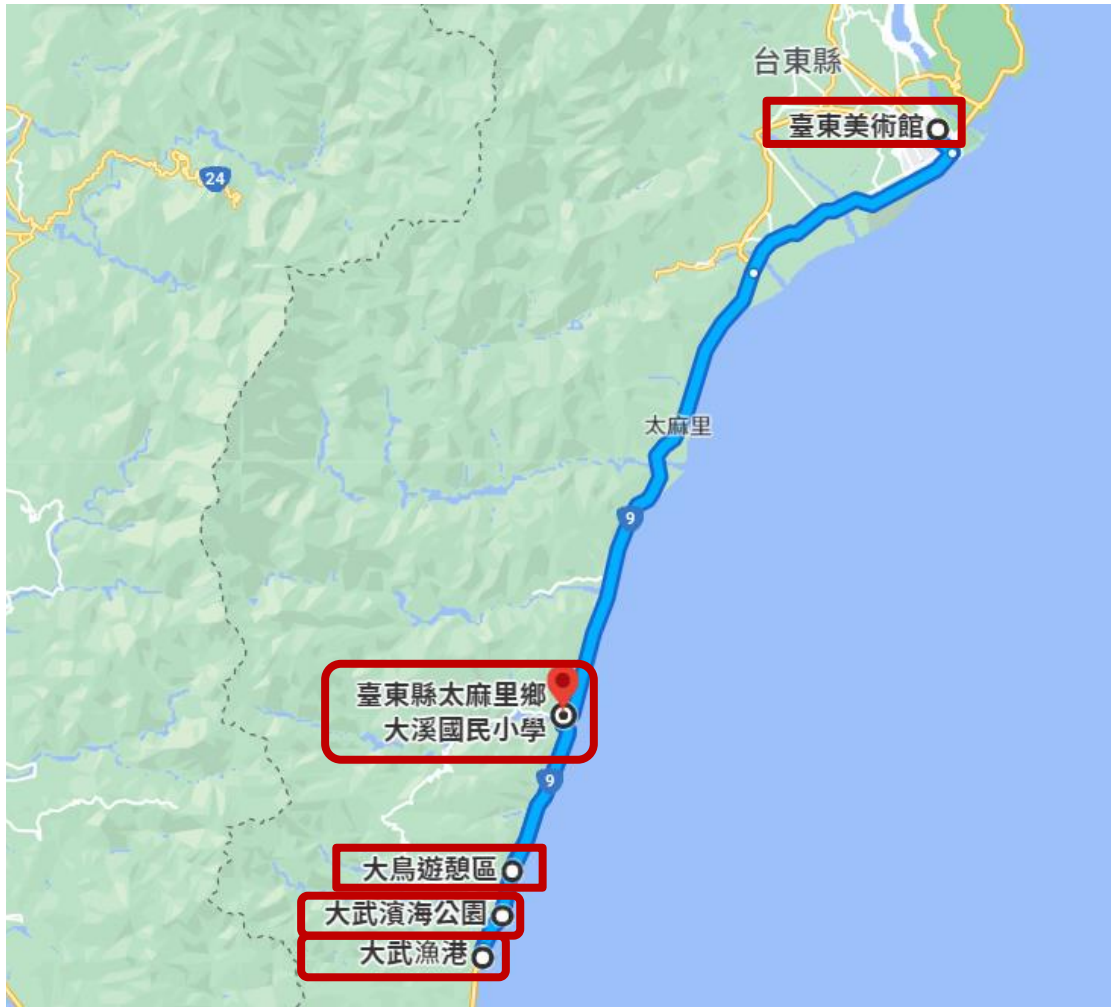 台東縣
臺東美術館
24
太麻里
9
臺東縣太麻里鄉
大溪國民小學
9
大鳥遊憩區
大武濱海公園
大武漁港